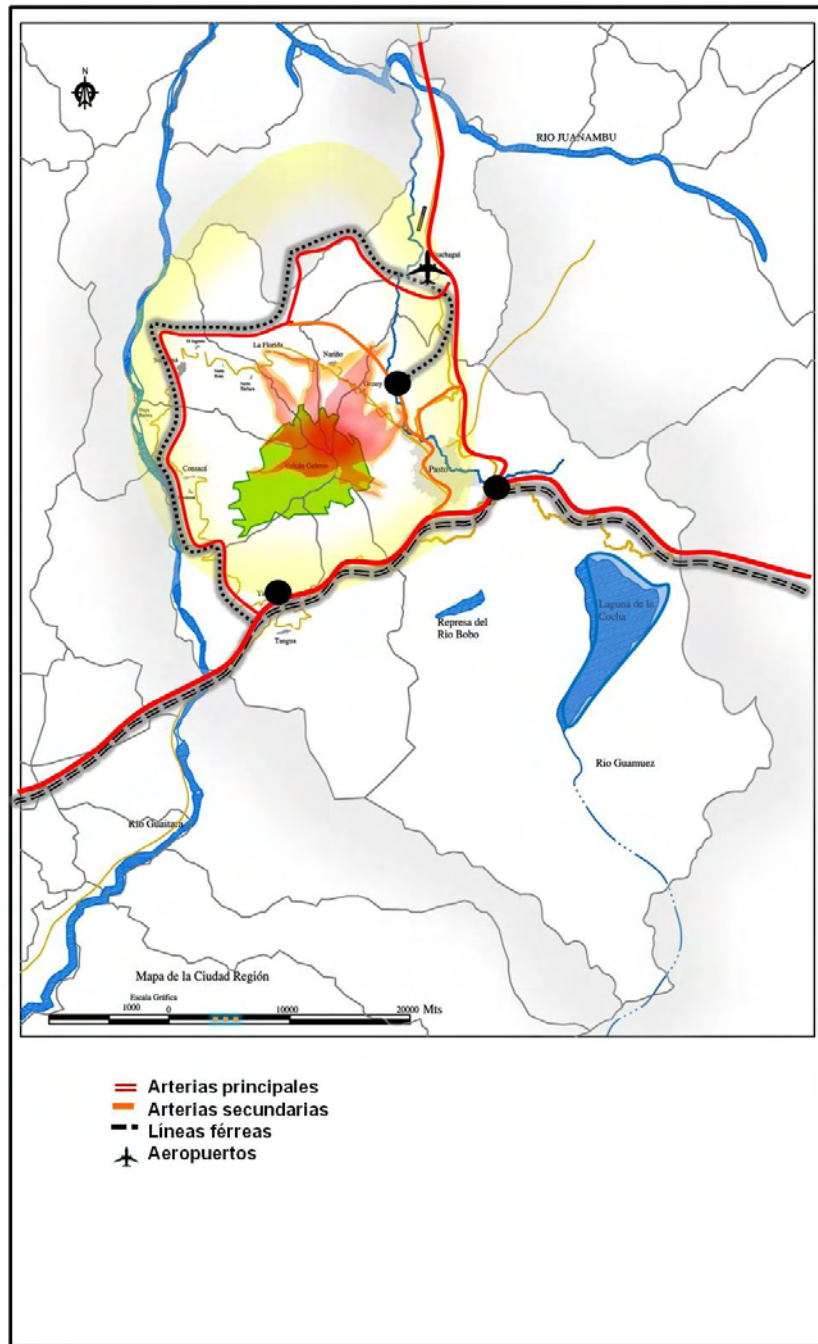 N
RIO JUANAMBU
La Florida
Nariño
Volcán Galeras
Consacá
Pasto
Tangua
Represa del
Rio Bobo
Laguna de la
Cocha
Rio Guamuez
Rio Guaitara
Mapa de la Ciudad Región
Escala Gráfica
1000 0 10000 20000 Mts
Arterias principales
Arterias secundarias
Líneas férreas
Aeropuertos